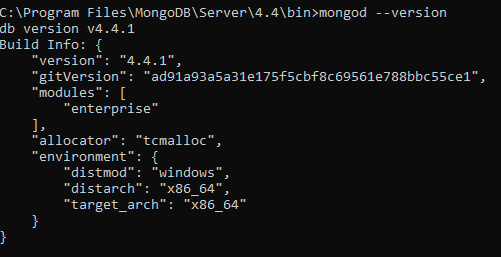 C:\Program Files\MongoDB\Server\4.4\bin>mongod --version
db version v4.4.1
Build Info: {
    "version": "4.4.1",
    "gitVersion": "ad91a93a5a31e175f5cbf8c69561e788bbc55ce1",
    "modules": [
        "enterprise"
    ],
    "allocator": "tcmalloc",
    "environment": {
        "distmod": "windows",
        "distarch": "x86_64",
        "target_arch": "x86_64"
    }
}